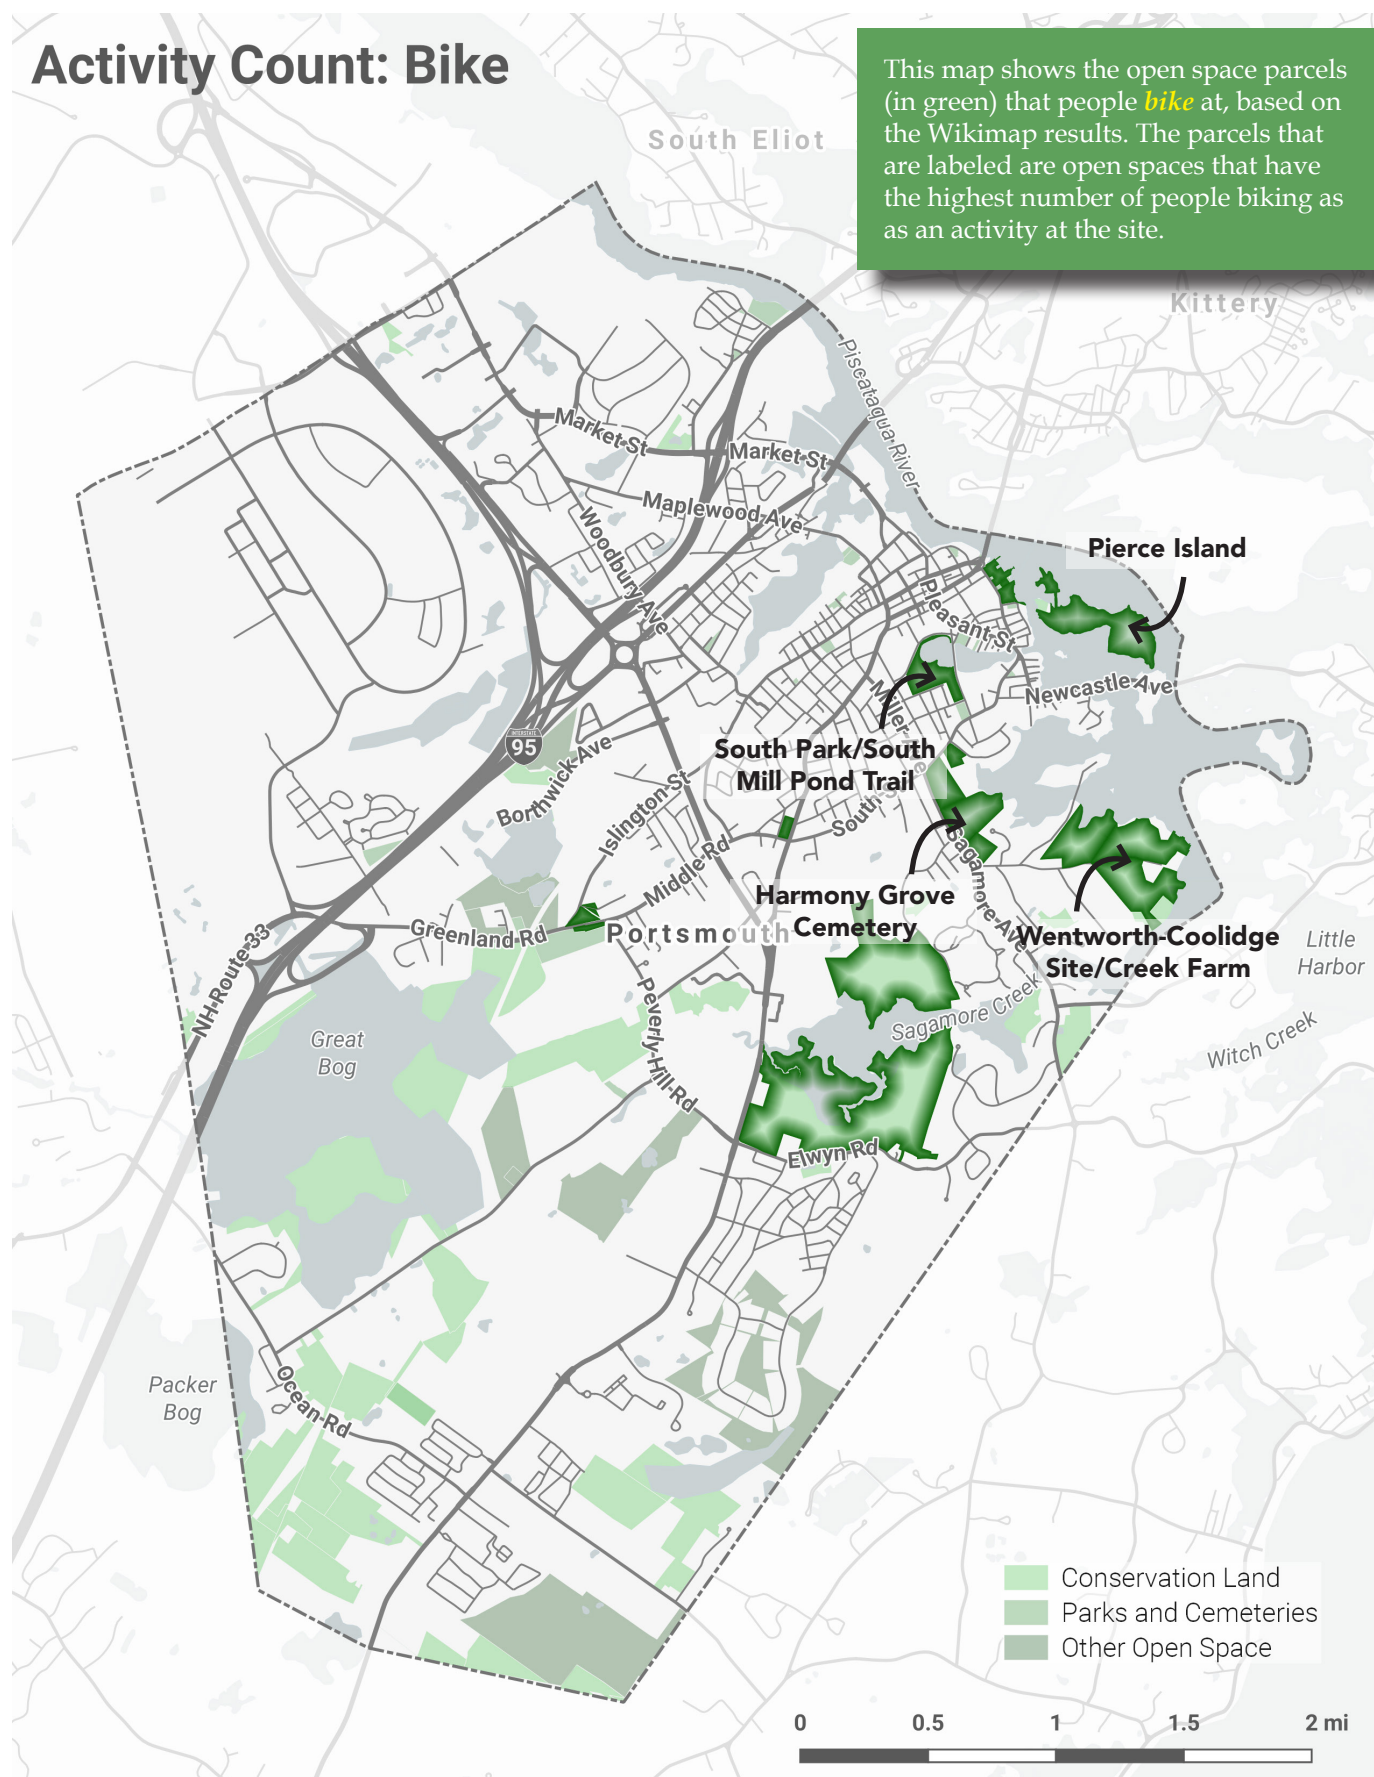 Activity Count: Bike
This map shows the open space parcels
(in green) that people bike at, based on
the Wikimap results. The parcels that
are labeled are open spaces that have
the highest number of people biking as
as an activity at the site.
South Eliot
Kittery
Piscataqua River
Market St
Market St
Maplewood Ave
Woodbury Ave
Pierce Island
Pleasant St
Newcastle Ave
Miller Ave
INTERSTATE
95
South Park/South
Mill Pond Trail
Borthwick Ave
Islington St
South St
Middle Rd
Sagamore Ave
Harmony Grove
Cemetery
Greenland Rd
Portsmouth
Wentworth-Coolidge
Site/Creek Farm
Little
Harbor
NH Route 33
Peverly Hill Rd
Sagamore Creek
Witch Creek
Great
Bog
Elwyn Rd
Packer
Bog
Ocean Rd
Conservation Land
Parks and Cemeteries
Other Open Space
0 0.5 1 1.5 2 mi